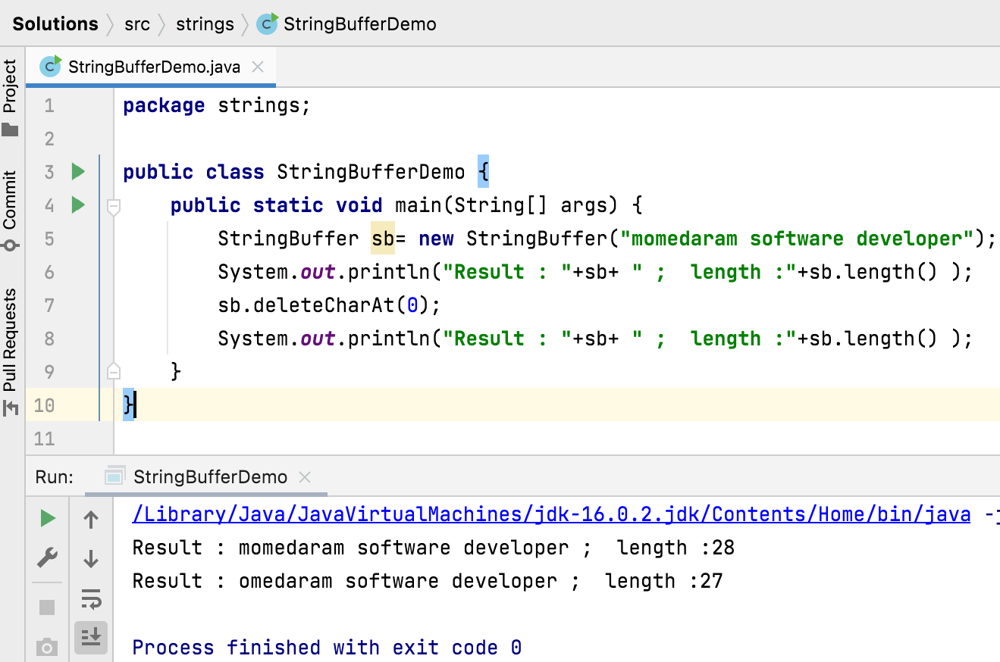 Solutions src strings StringBufferDemo
StringBufferDemo.java
Project
Commit
Pull Requests
1 package strings;
2
3 public class StringBufferDemo {
4 public static void main(String[] args) {
5 StringBuffer sb= new StringBuffer("momedaram software developer");
6 System.out.println("Result : "+sb+ " ;  length :"+sb.length() );
7 sb.deleteCharAt(0);
8 System.out.println("Result : "+sb+ " ;  length :"+sb.length() );
9 }
10 }
11
Run: StringBufferDemo
/Library/Java/JavaVirtualMachines/jdk-16.0.2.jdk/Contents/Home/bin/java
Result : momedaram software developer ;  length :28
Result : omedaram software developer ;  length :27
Process finished with exit code 0